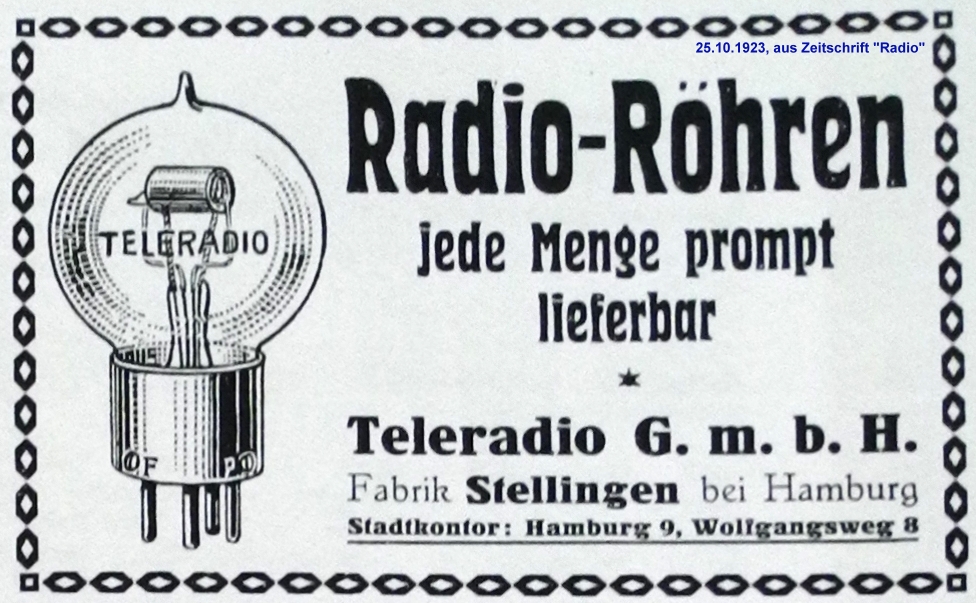 25.10.1923, aus Zeitschrift "Radio"
Radio-Röhren
jede Menge prompt
lieferbar
TELERADIO
F
Teleradio G. m. b. H.
Fabrik Stellingen bei Hamburg
Stadtkontor: Hamburg 9, Wolfgangsweg 8